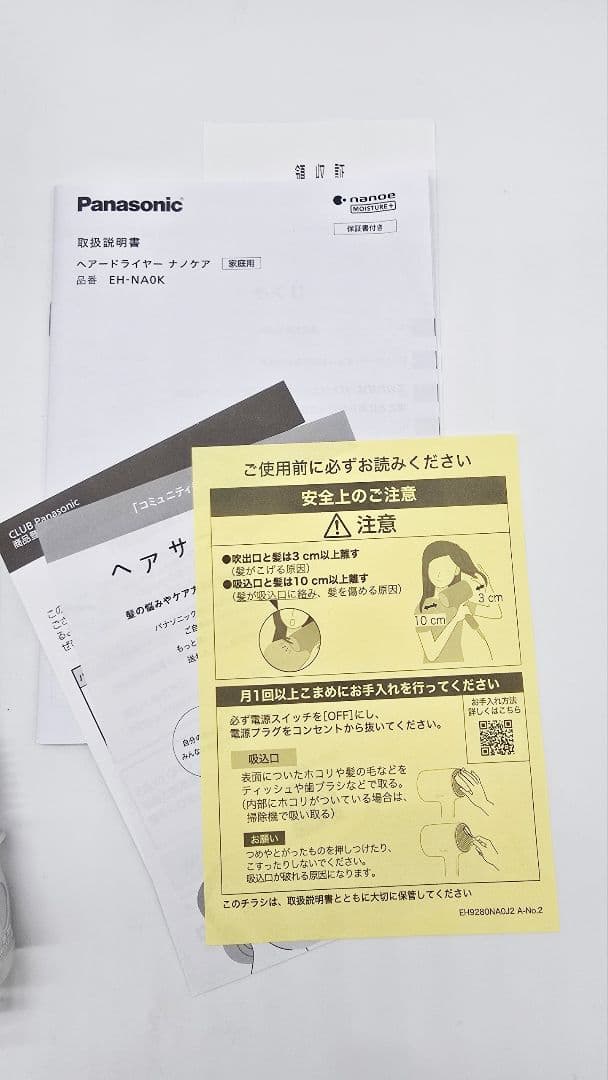 領収証
Panasonic
nanoe
MOISTURE+
保証書付き
取扱説明書
ヘアードライヤー ナノケア 家庭用
品番 EH-NA0K
CLUB Panasonic
商品登
「コミュニティ
ヘアサ
髪の悩みやケア
パナソニック
ご自
もっと
送
自分の
みんな
ご使用前に必ずお読みください
安全上のご注意
注意
●吹出口と髪は3 cm以上離す
(髪がこげる原因)
●吸込口と髪は10 cm以上離す
(髪が吸込口に絡み、髪を傷める原因)
3 cm
10 cm
月1回以上こまめにお手入れを行ってください
必ず電源スイッチを[OFF]にし、
電源プラグをコンセントから抜いてください。
お手入れ方法
詳しくはこちら
吸込口
表面についたホコリや髪の毛などを
ティッシュや歯ブラシなどで取る。
(内部にホコリがついている場合は、
掃除機で吸い取る)
お願い
つめやとがったものを押しつけたり、
こすったりしないでください。
吸込口が破れる原因になります。
このチラシは、取扱説明書とともに大切に保管してください
EH9280NA0J2 A-No.2